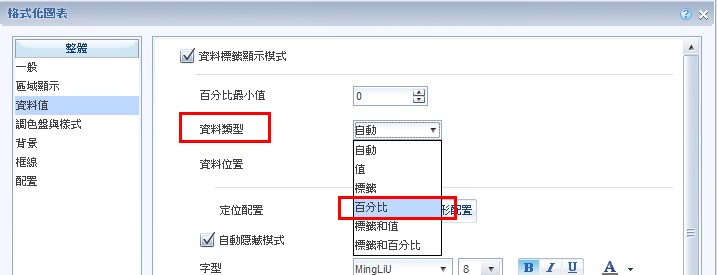 格式化圖表
整體
一般
區域顯示
資料值
調色盤與樣式
背景
框線
配置
資料標籤顯示模式
百分比最小值
0
資料類型
自動
自動
值
標籤
百分比
標籤和值
標籤和百分比
資料位置
定位配置
形配置
自動隱藏模式
字型
MingLiU
8
B I U A